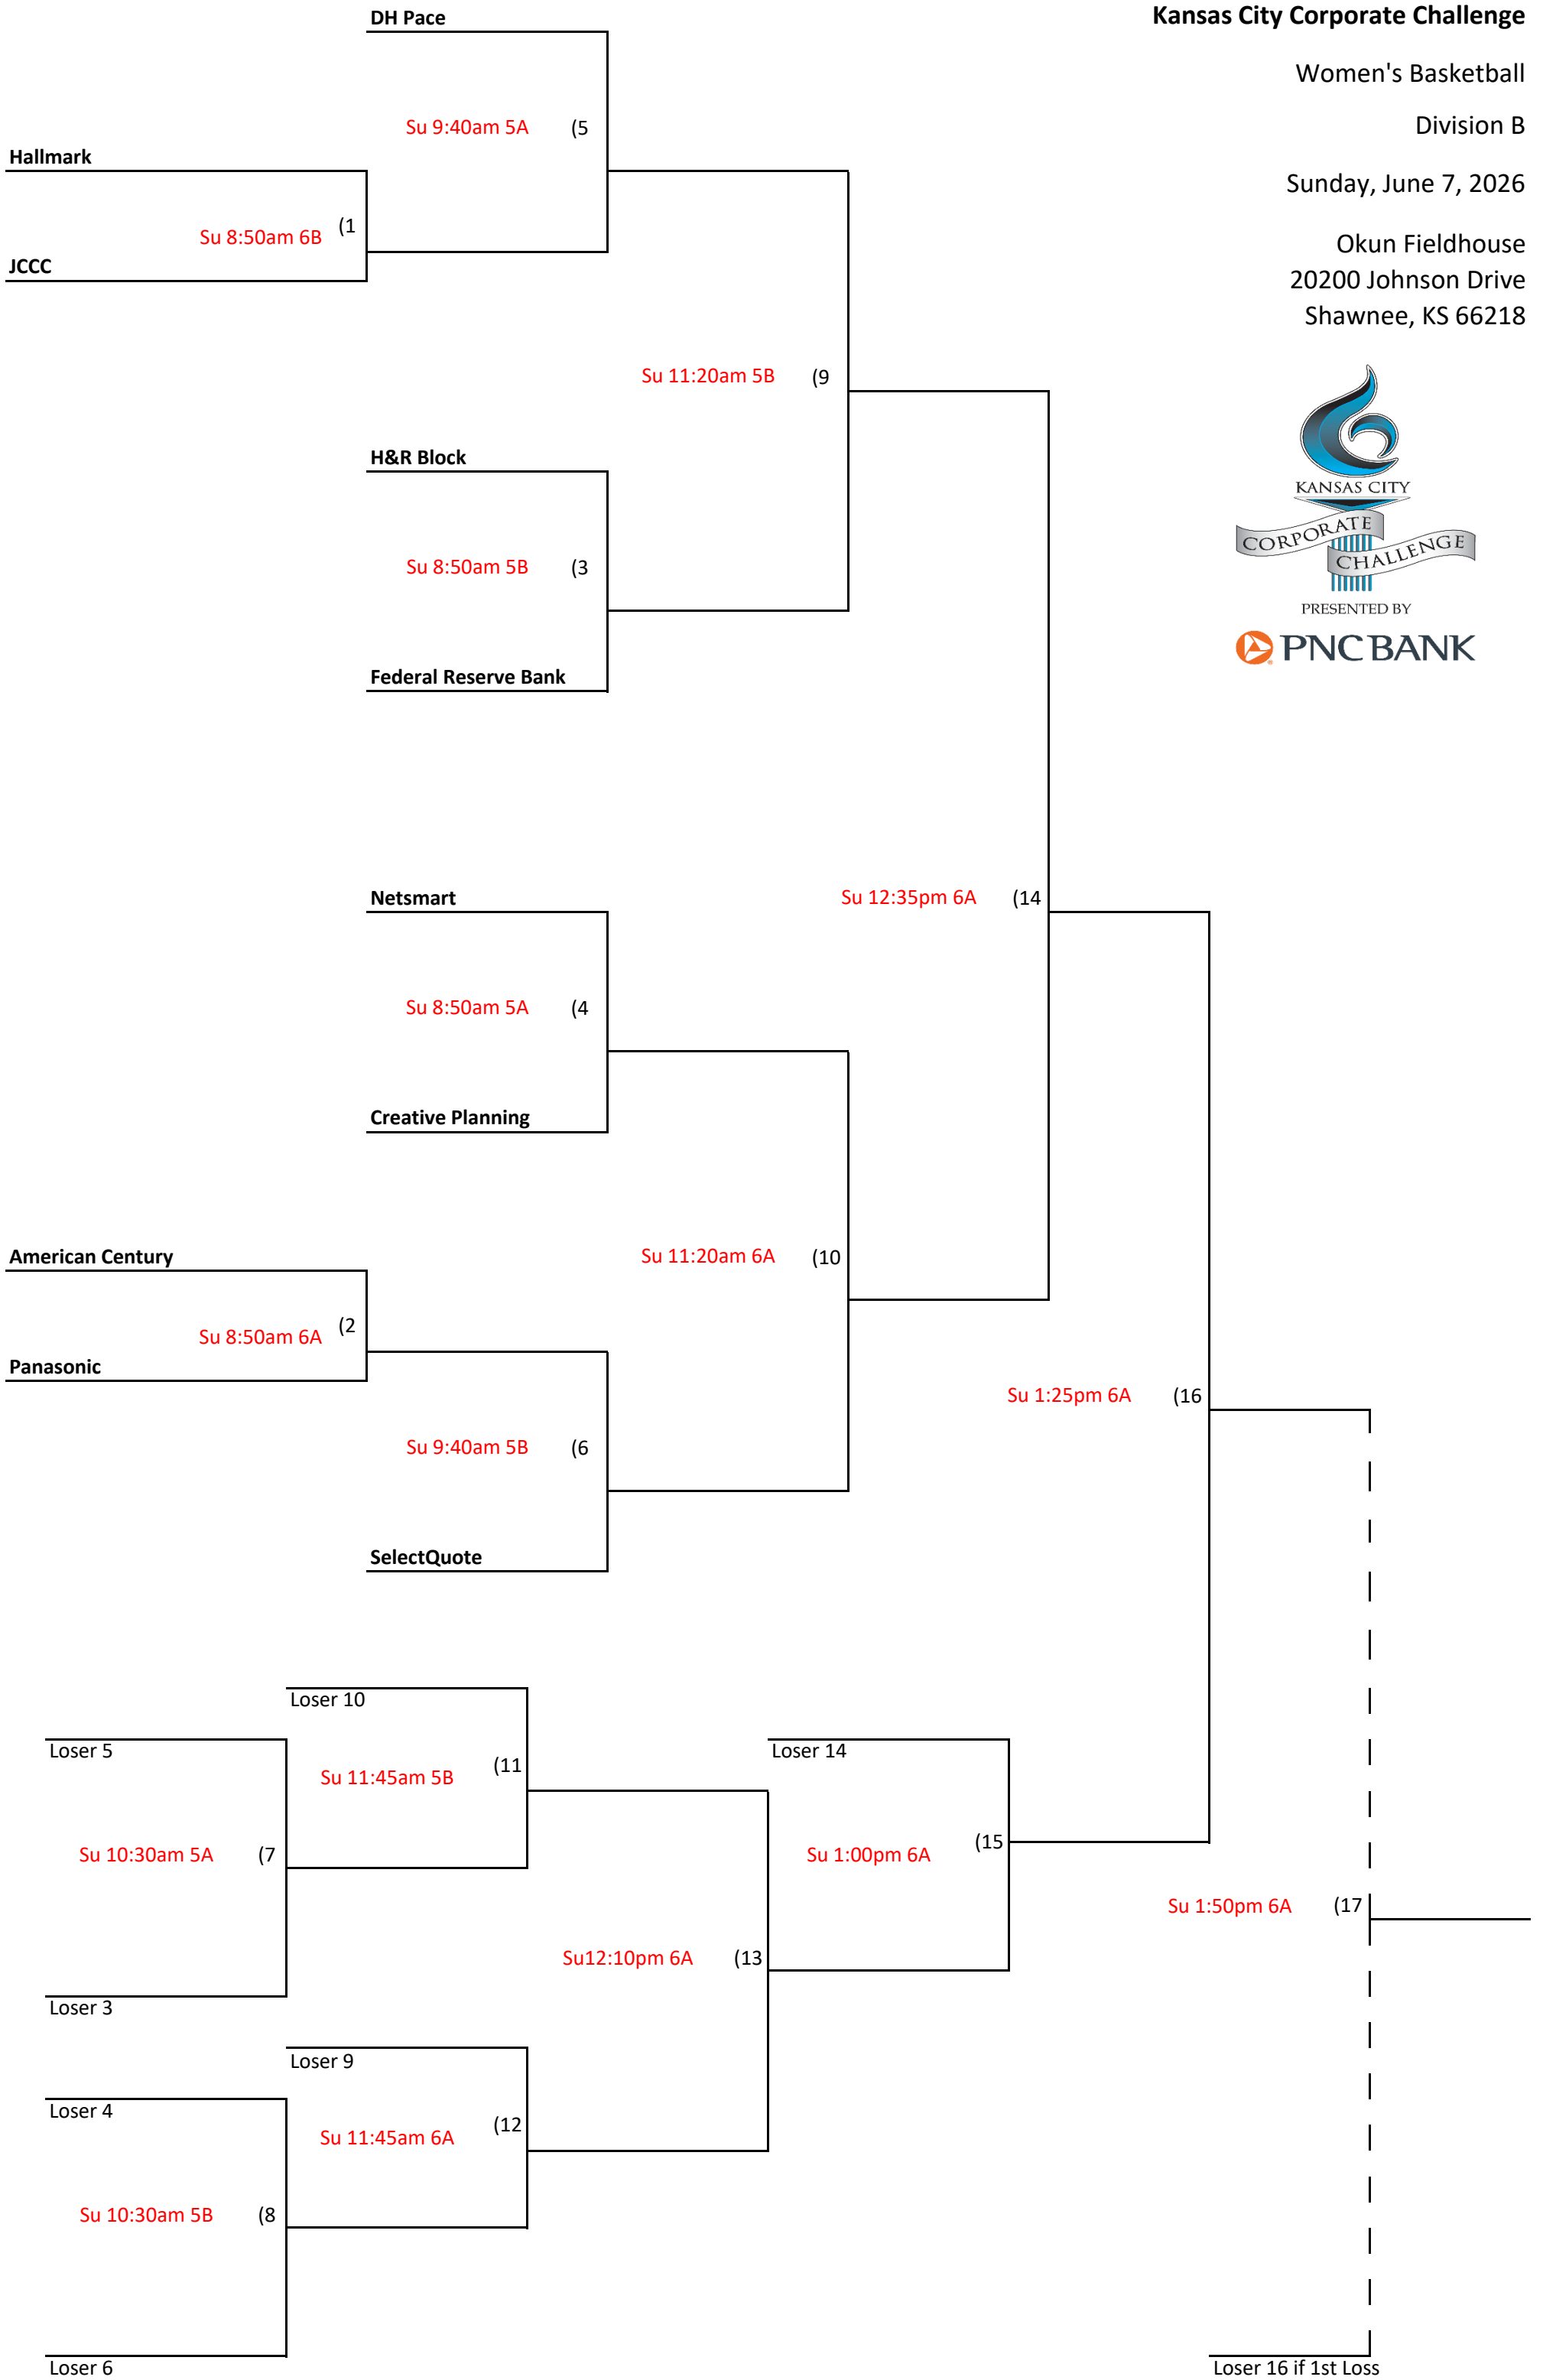 DH Pace
Kansas City Corporate Challenge
Women's Basketball
Division B
Sunday, June 7, 2026
Okun Fieldhouse
20200 Johnson Drive
Shawnee, KS 66218
KANSAS CITY
CORPORATE
CHALLENGE
PRESENTED BY
PNC BANK
Su 9:40am 5A (5
Hallmark
Su 8:50am 6B (1
JCCC
Su 11:20am 5B (9
H&R Block
Su 8:50am 5B (3
Federal Reserve Bank
Netsmart
Su 12:35pm 6A (14
Su 8:50am 5A (4
Creative Planning
American Century
Su 11:20am 6A (10
Su 8:50am 6A (2
Panasonic
Su 1:25pm 6A (16
Su 9:40am 5B (6
SelectQuote
Loser 10
Loser 5
Loser 14
Su 11:45am 5B (11
Su 10:30am 5A (7
Su 1:00pm 6A (15
Su 1:50pm 6A (17
Su12:10pm 6A (13
Loser 3
Loser 9
Loser 4
Su 11:45am 6A (12
Su 10:30am 5B (8
Loser 6
Loser 16 if 1st Loss